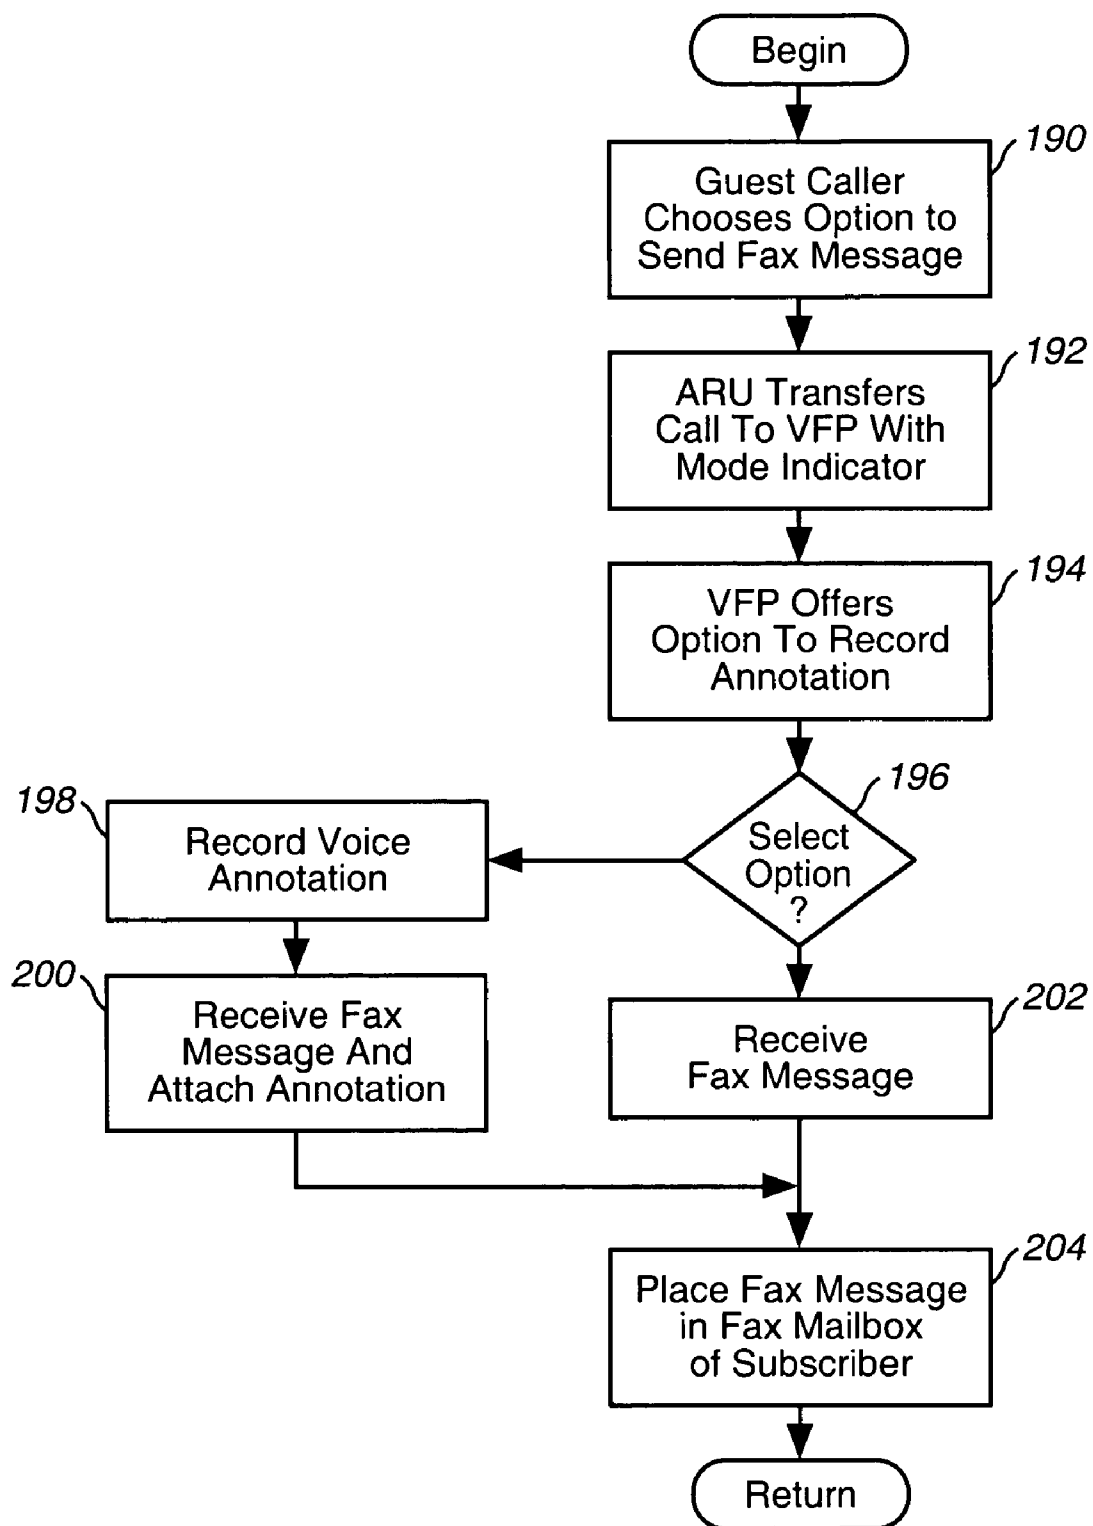 Begin
190
Guest Caller
Chooses Option to
Send Fax Message
192
ARU Transfers
Call To VFP With
Mode Indicator
194
VFP Offers
Option To Record
Annotation
196
Select
Option
?
198
Record Voice
Annotation
200
Receive Fax
Message And
Attach Annotation
202
Receive
Fax Message
204
Place Fax Message
in Fax Mailbox
of Subscriber
Return